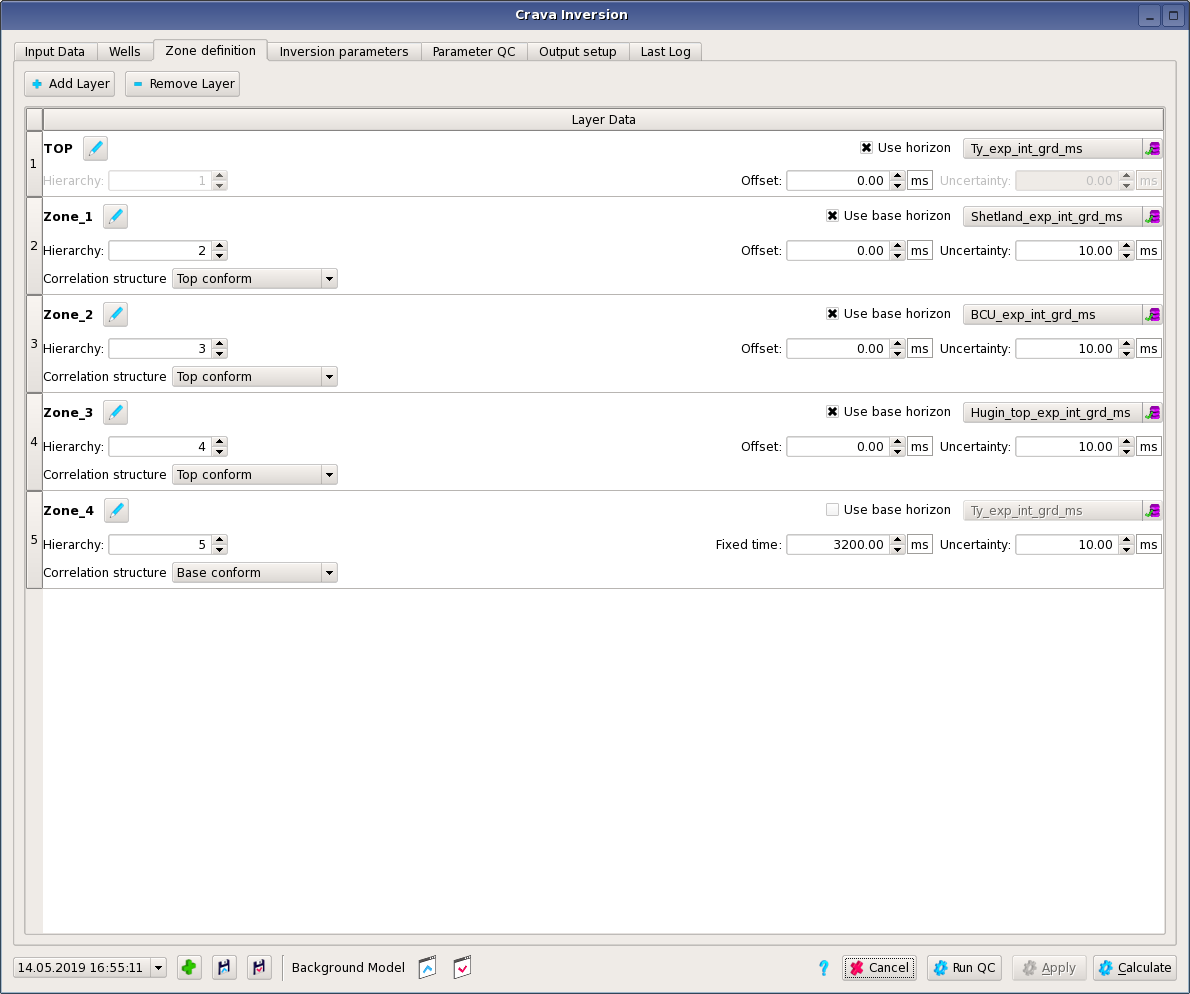 Crava Inversion
Input Data Wells Zone definition Inversion parameters Parameter QC Output setup Last Log
Add Layer Remove Layer
Layer Data
1
TOP Use horizon Ty_exp_int_grd_ms
Hierarchy: 1 Offset: 0.00 ms Uncertainty: 0.00 ms
2
Zone_1 Use base horizon Shetland_exp_int_grd_ms
Hierarchy: 2 Offset: 0.00 ms Uncertainty: 10.00 ms
Correlation structure Top conform
3
Zone_2 Use base horizon BCU_exp_int_grd_ms
Hierarchy: 3 Offset: 0.00 ms Uncertainty: 10.00 ms
Correlation structure Top conform
4
Zone_3 Use base horizon Hugin_top_exp_int_grd_ms
Hierarchy: 4 Offset: 0.00 ms Uncertainty: 10.00 ms
Correlation structure Top conform
5
Zone_4 Use base horizon Ty_exp_int_grd_ms
Hierarchy: 5 Fixed time: 3200.00 ms Uncertainty: 10.00 ms
Correlation structure Base conform
14.05.2019 16:55:11 Background Model ? Cancel Run QC Apply Calculate